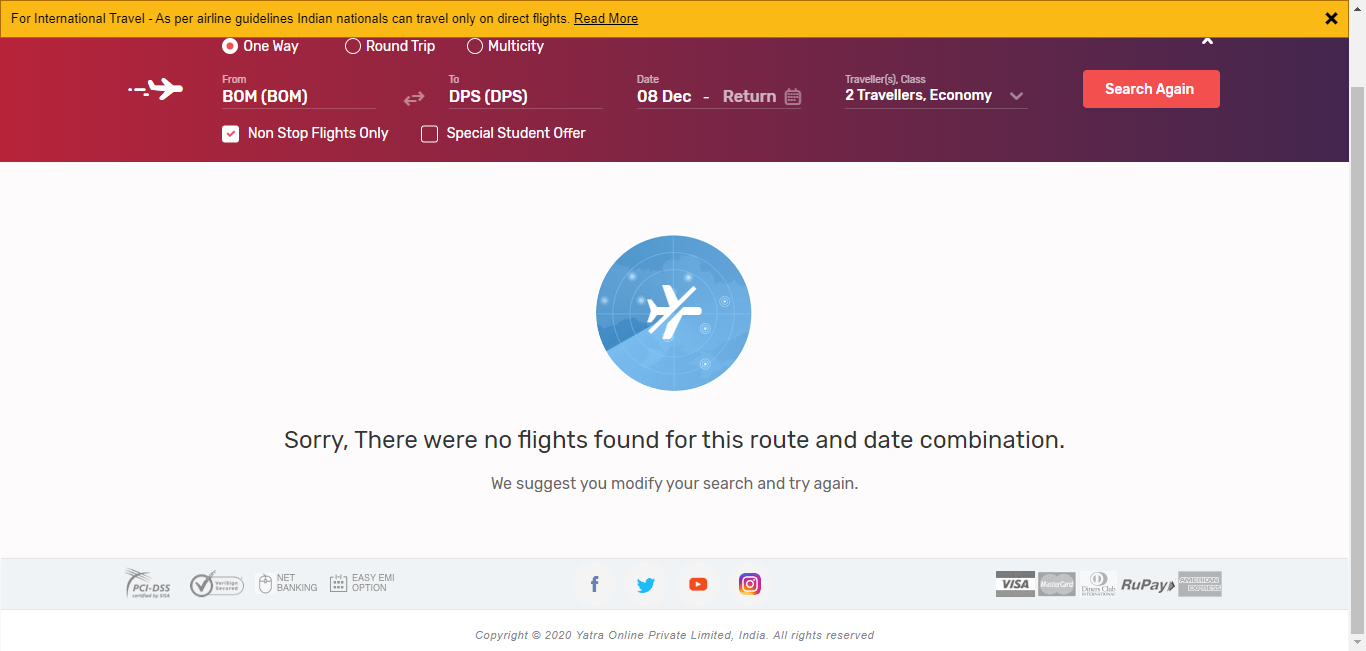 For International Travel - As per airline guidelines Indian nationals can travel only on direct flights. Read More
One Way Round Trip Multicity
From To Date Traveller(s), Class
BOM (BOM) DPS (DPS) 08 Dec - Return 2 Travellers, Economy Search Again
Non Stop Flights Only Special Student Offer
Sorry, There were no flights found for this route and date combination.
We suggest you modify your search and try again.
PCI-DSS
certified by SISA
VeriSign
Secured
NET
BANKING
EASY EMI
OPTION
VISA
MasterCard
Diners Club
INTERNATIONAL
RuPay
AMERICAN
EXPRESS
Copyright © 2020 Yatra Online Private Limited, India. All rights reserved